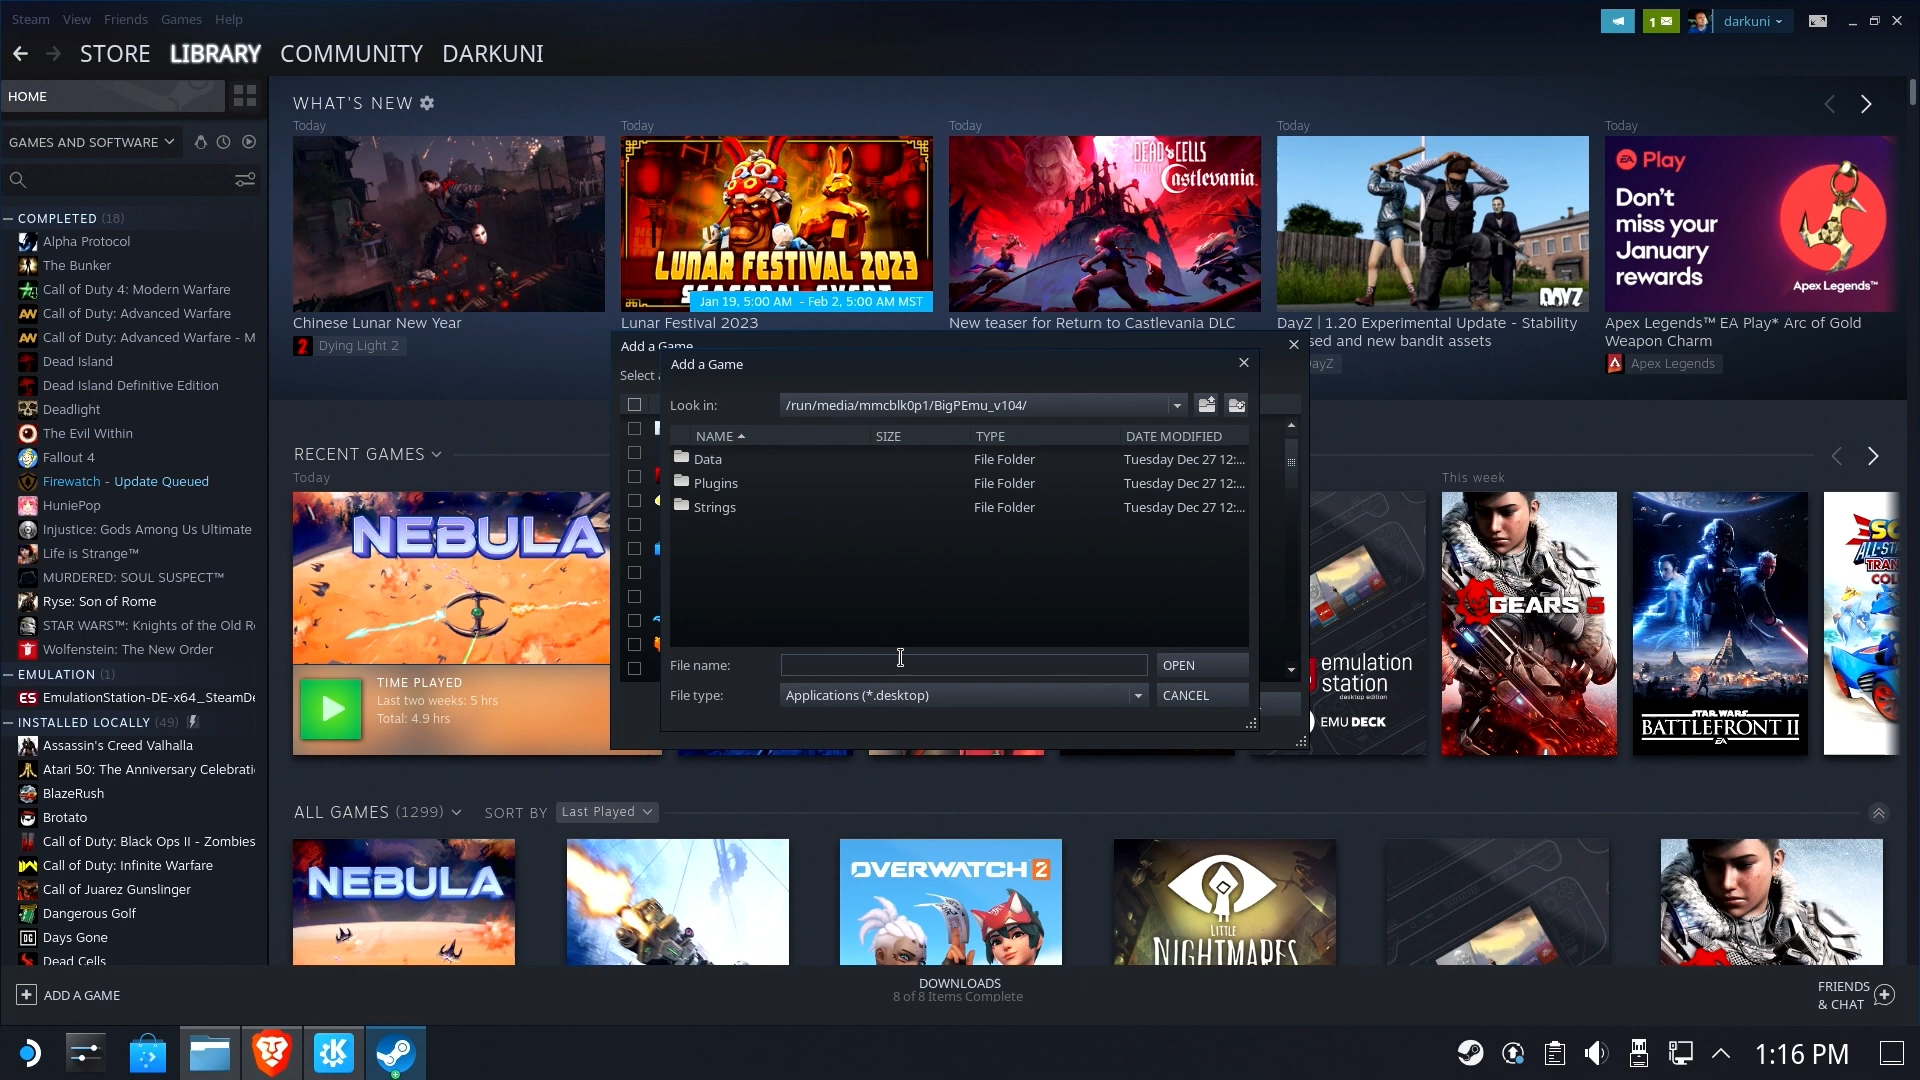 Steam View Friends Games Help
1
darkuni
STORE LIBRARY COMMUNITY DARKUNI
HOME
GAMES AND SOFTWARE
COMPLETED (18)
Alpha Protocol
The Bunker
Call of Duty 4: Modern Warfare
Call of Duty: Advanced Warfare
Call of Duty: Advanced Warfare - M
Dead Island
Dead Island Definitive Edition
Deadlight
The Evil Within
Fallout 4
Firewatch - Update Queued
HuniePop
Injustice: Gods Among Us Ultimate
Life is Strange™
MURDERED: SOUL SUSPECT™
Ryse: Son of Rome
STAR WARS™: Knights of the Old R
Wolfenstein: The New Order
EMULATION (1)
EmulationStation-DE-x64_SteamDe
INSTALLED LOCALLY (49)
Assassin's Creed Valhalla
Atari 50: The Anniversary Celebrati
BlazeRush
Brotato
Call of Duty: Black Ops II - Zombies
Call of Duty: Infinite Warfare
Call of Juarez Gunslinger
Dangerous Golf
Days Gone
Dead Cells
ADD A GAME
WHAT'S NEW
Today
Today
Today
Today
Today
LUNAR FESTIVAL 2023
SEASONAL EVENT
Jan 19, 5:00 AM - Feb 2, 5:00 AM MST
DEAD CELLS
Castlevania
DAYZ
EA Play
Don't
miss your
January
rewards
Apex Legends™
Chinese Lunar New Year
Dying Light 2
Lunar Festival 2023
New teaser for Return to Castlevania DLC
DayZ | 1.20 Experimental Update - Stability
sed and new bandit assets
ayZ
Apex Legends™ EA Play* Arc of Gold
Weapon Charm
Apex Legends
Add a Game
Select
Add a Game
Look in:
/run/media/mmcblk0p1/BigPEmu_v104/
NAME SIZE TYPE DATE MODIFIED
Data File Folder Tuesday Dec 27 12:...
Plugins File Folder Tuesday Dec 27 12:...
Strings File Folder Tuesday Dec 27 12:...
File name:
OPEN
File type:
Applications (*.desktop)
CANCEL
RECENT GAMES
Today
This week
NEBULA
TIME PLAYED
Last two weeks: 5 hrs
Total: 4.9 hrs
emulation
station
desktop edition
EMUDECK
GEARS 5
STAR WARS
BATTLEFRONT II
EA
ALL GAMES (1299)
SORT BY
Last Played
NEBULA
OVERWATCH 2
LITTLE
NIGHTMARES
DOWNLOADS
8 of 8 Items Complete
FRIENDS
& CHAT
1:16 PM